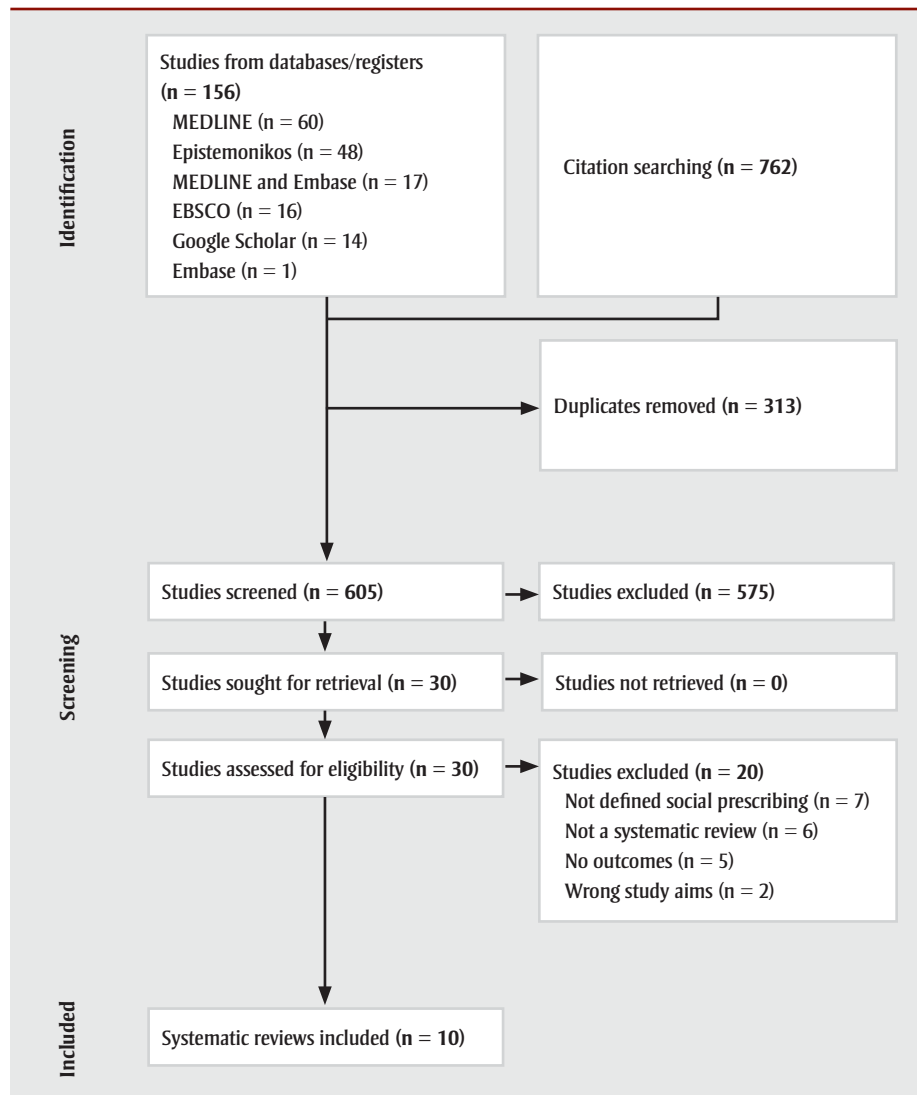 Identification
Studies from databases/registers
(n = 156)
MEDLINE (n = 60)
Epistemonikos (n = 48)
MEDLINE and Embase (n = 17)
EBSCO (n = 16)
Google Scholar (n = 14)
Embase (n = 1)
Citation searching (n = 762)
Duplicates removed (n = 313)
Screening
Studies screened (n = 605)
Studies excluded (n = 575)
Studies sought for retrieval (n = 30)
Studies not retrieved (n = 0)
Studies assessed for eligibility (n = 30)
Studies excluded (n = 20)
Not defined social prescribing (n = 7)
Not a systematic review (n = 6)
No outcomes (n = 5)
Wrong study aims (n = 2)
Included
Systematic reviews included (n = 10)